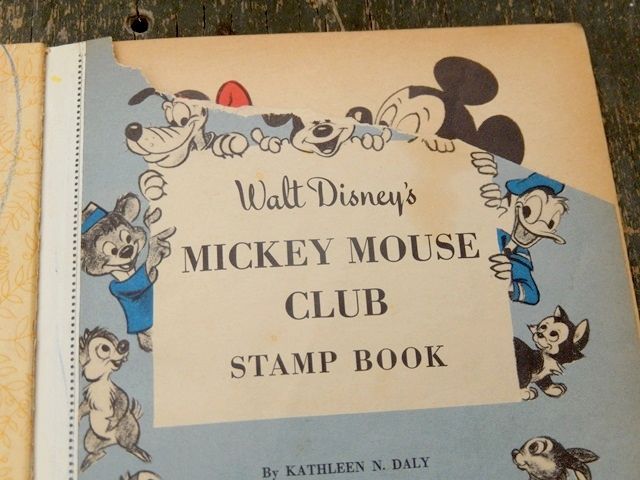 Walt Disney's
MICKEY MOUSE
CLUB
STAMP BOOK
By KATHLEEN N. DALY